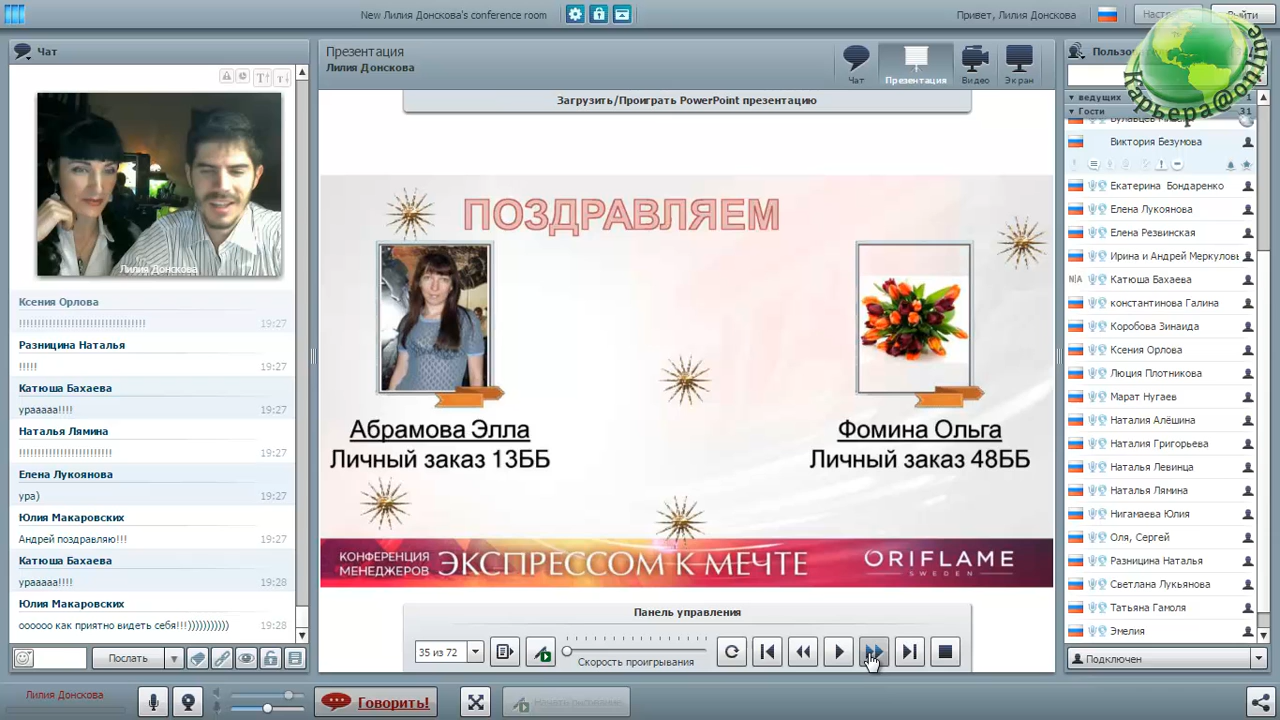 New Лилия Донскова's conference room
Привет, Лилия Донскова
Выйти
Чат
Лилия Донскова
Ксения Орлова
!!!!!!!!!!!!!!!!!!!!!!!!!!!!!!!!!! 19:27
Разницина Наталья
!!!!! 19:27
Катюша Бахаева
урааааа!!!! 19:27
Наталья Лямина
!!!!!!!!!!!!!!!!!!!!!!!!! 19:27
Елена Лукоянова
ура) 19:27
Юлия Макаровских
Андрей поздравляю!!! 19:27
Катюша Бахаева
урааааа!!!! 19:28
Юлия Макаровских
оооооо как приятно видеть себя!!!))))))))))) 19:28
Послать
Презентация
Лилия Донскова
Чат
Презентация
Видео
Экран
Загрузить/Проиграть PowerPoint презентацию
ПОЗДРАВЛЯЕМ
Абрамова Элла
Личный заказ 13ББ
Фомина Ольга
Личный заказ 48ББ
КОНФЕРЕНЦИЯ
МЕНЕДЖЕРОВ
ЭКСПРЕССОМ К МЕЧТЕ
ORIFLAME
SWEDEN
Панель управления
35 из 72
Скорость проигрывания
Карьера@online
ведущих 1
Гости 31
Виктория Безумова
Екатерина Бондаренко
Елена Лукоянова
Елена Резвинская
Ирина и Андрей Меркуловы
N|A Катюша Бахаева
константинова Галина
Коробова Зинаида
Ксения Орлова
Люция Плотникова
Марат Нугаев
Наталия Алёшина
Наталия Григорьева
Наталья Левинца
Наталья Лямина
Нигамаева Юлия
Оля, Сергей
Разницина Наталья
Светлана Лукьянова
Татьяна Гамоля
Эмелия
Подключен
Лилия Донскова
Говорить!